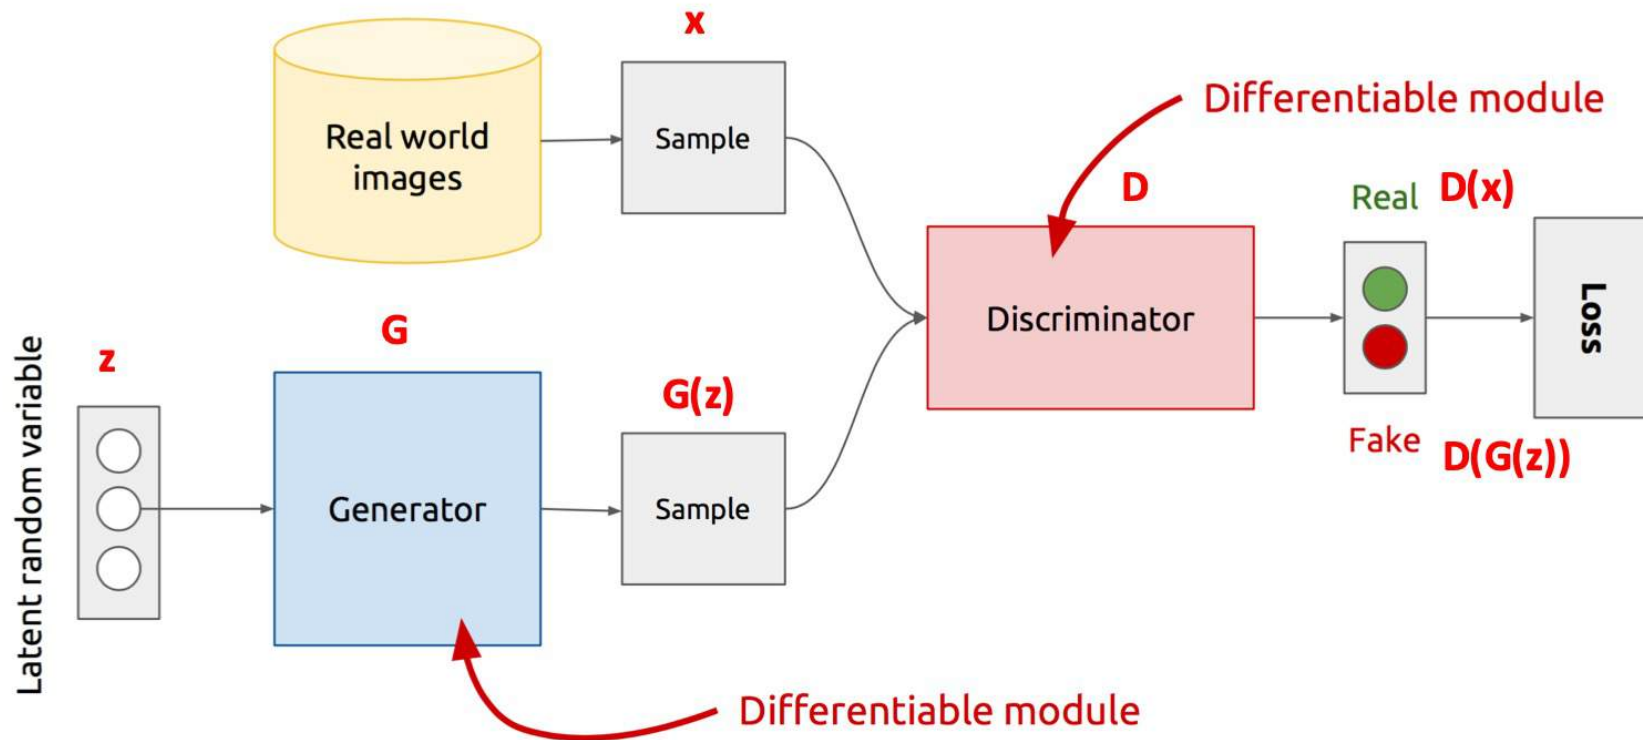 x
Real world
images
Sample
Differentiable module
D
Real
D(x)
Discriminator
Loss
Fake
D(G(z))
Latent random variable
z
G
Generator
G(z)
Sample
Differentiable module